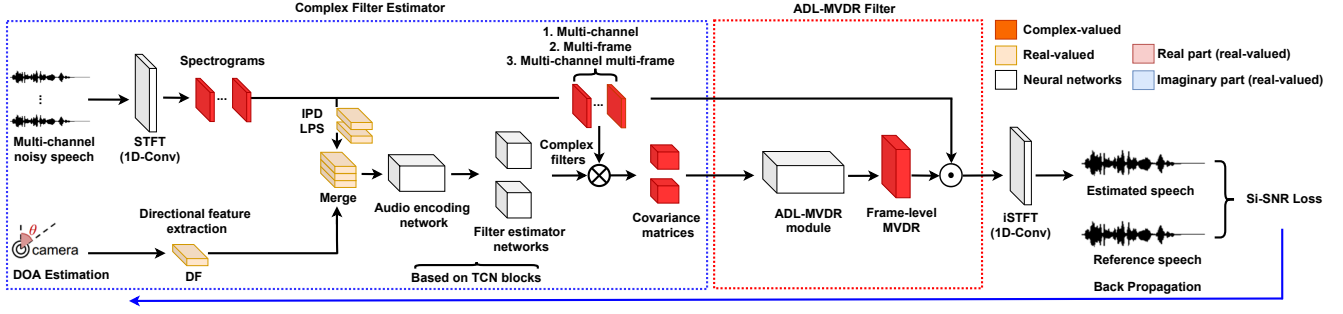 Complex Filter Estimator
ADL-MVDR Filter
1. Multi-channel
2. Multi-frame
3. Multi-channel multi-frame
Complex-valued
Real-valued
Neural networks
Real part (real-valued)
Imaginary part (real-valued)
Spectrograms
...
...
IPD
LPS
Multi-channel
noisy speech
STFT
(1D-Conv)
Merge
Audio encoding
network
Filter estimator
networks
Complex
filters
Covariance
matrices
ADL-MVDR
module
Frame-level
MVDR
iSTFT
(1D-Conv)
Estimated speech
Si-SNR Loss
Reference speech
θ
camera
DOA Estimation
Directional feature
extraction
DF
Based on TCN blocks
Back Propagation